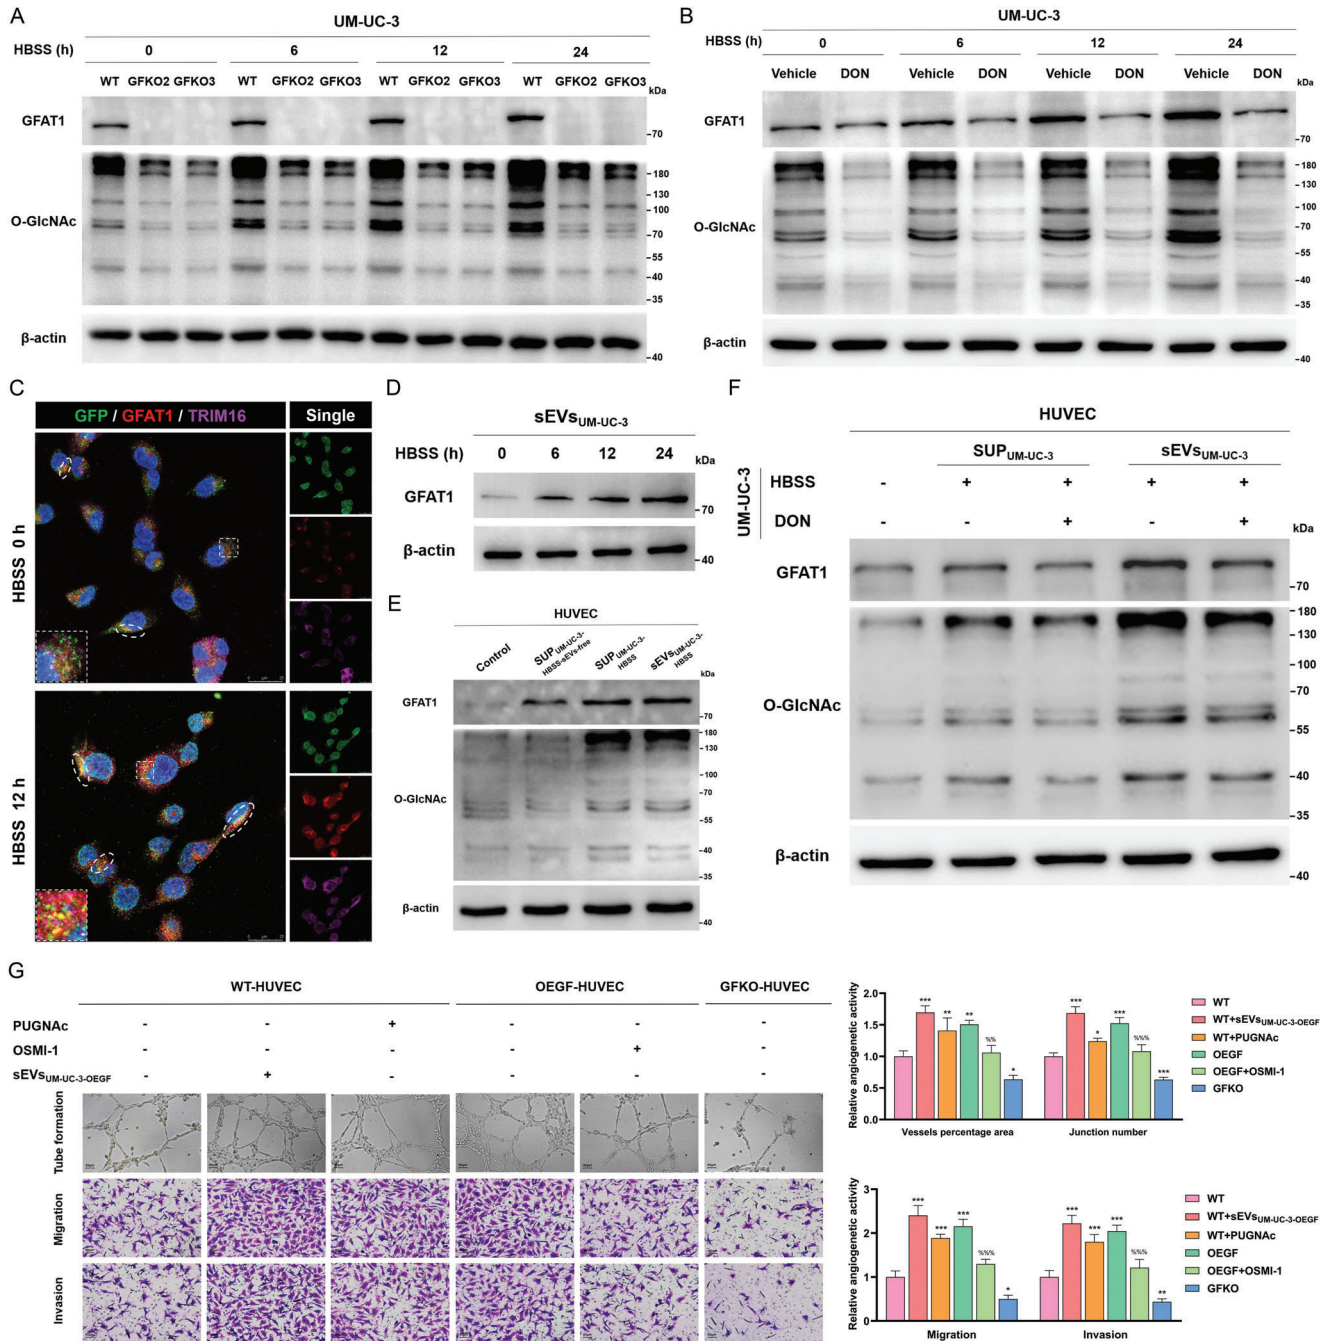 A
UM-UC-3
HBSS (h) 0 6 12 24
WT GFKO2 GFKO3 WT GFKO2 GFKO3 WT GFKO2 GFKO3 WT GFKO2 GFKO3 kDa
GFAT1
70
O-GlcNAc
180
130
100
70
55
40
35
β-actin
40
B
UM-UC-3
HBSS (h) 0 6 12 24
Vehicle DON Vehicle DON Vehicle DON Vehicle DON kDa
GFAT1
70
O-GlcNAc
180
130
100
70
55
40
35
β-actin
40
C
GFP / GFAT1 / TRIM16 Single
HBSS 0 h
HBSS 12 h
D
sEVsUM-UC-3
HBSS (h) 0 6 12 24 kDa
GFAT1
70
β-actin
40
E
HUVEC
Control
SUPUM-UC-3-HBSS-sEVs-free
SUPUM-UC-3-HBSS
sEVsUM-UC-3-HBSS
kDa
GFAT1
70
O-GlcNAc
180
130
100
70
55
40
35
β-actin
40
F
HUVEC
SUPUM-UC-3 sEVsUM-UC-3
UM-UC-3
HBSS - + + + +
DON - - + - +
kDa
GFAT1
70
O-GlcNAc
180
130
100
70
55
40
35
β-actin
40
G
WT-HUVEC OEGF-HUVEC GFKO-HUVEC
PUGNAc - - + - - -
OSMI-1 - - - - + -
sEVsUM-UC-3-OEGF - + - - - -
Tube formation
Migration
Invasion
Relative angiogenetic activity
2.0
1.5
1.0
0.5
0.0
*** ** ** %% *
*** * *** %%% ***
Vessels percentage area Junction number
WT
WT+sEVsUM-UC-3-OEGF
WT+PUGNAc
OEGF
OEGF+OSMI-1
GFKO
Relative angiogenetic activity
3
2
1
0
*** *** *** %%% *
*** *** *** %%% **
Migration Invasion
WT
WT+sEVsUM-UC-3-OEGF
WT+PUGNAc
OEGF
OEGF+OSMI-1
GFKO